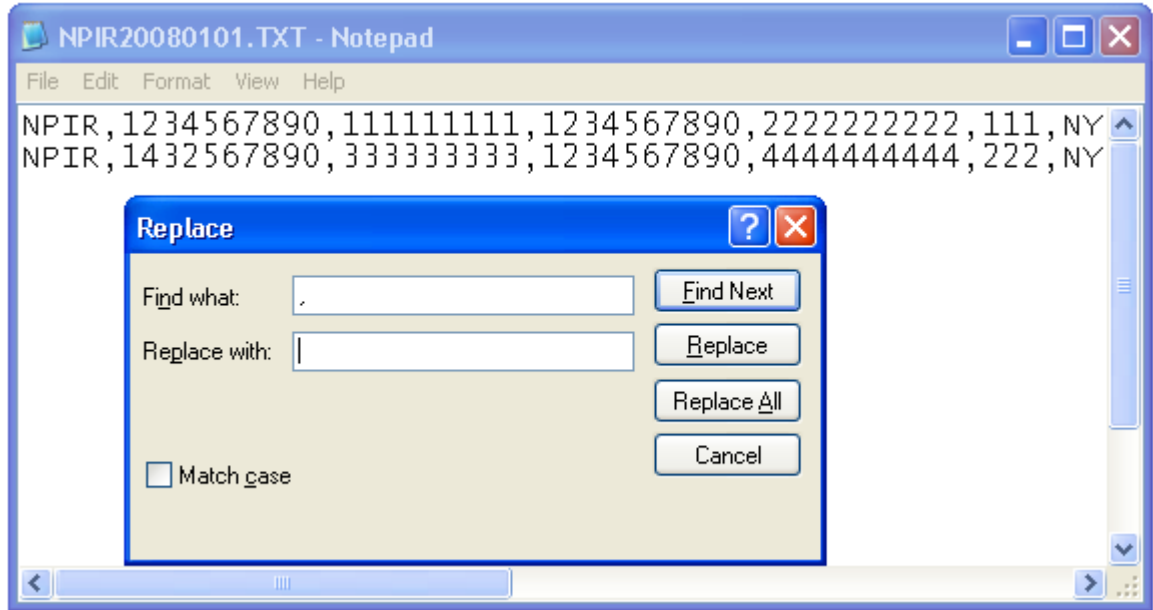 NPIR20080101.TXT - Notepad
File Edit Format View Help
NPIR,1234567890,111111111,1234567890,2222222222,111,NY
NPIR,1432567890,333333333,1234567890,4444444444,222,NY
Replace
Find what: ,
Find Next
Replace with:
Replace
Replace All
Cancel
Match case